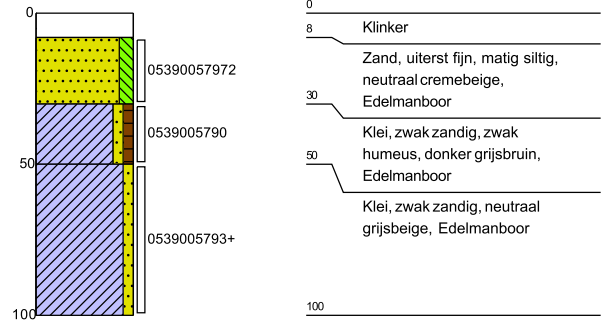 0
05390057972
0539005790
50
0539005793+
100
0
Klinker
8
Zand, uiterst fijn, matig siltig,
neutraal cremebeige,
Edelmanboor
30
Klei, zwak zandig, zwak
humeus, donker grijsbruin,
Edelmanboor
50
Klei, zwak zandig, neutraal
grijsbeige, Edelmanboor
100